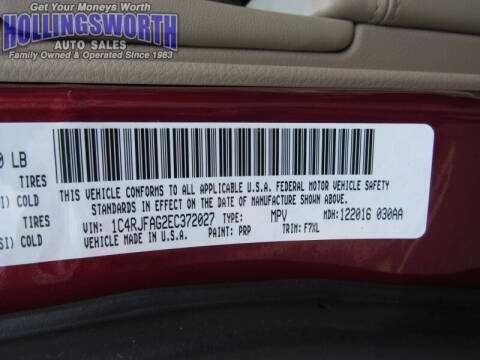 Get Your Moneys Worth
HOLLINGSWORTH
AUTO SALES
Family Owned & Operated Since 1983
0 LB
TIRES
SI) COLD
TIRES
SI) COLD
THIS VEHICLE CONFORMS TO ALL APPLICABLE U.S.A. FEDERAL MOTOR VEHICLE SAFETY
STANDARDS IN EFFECT ON THE DATE OF MANUFACTURE SHOWN ABOVE.
VIN: 1C4RJFAG2EC372027 TYPE: MPV MDH: 122016 030AA
VEHICLE MADE IN U.S.A. PAINT: PRP TRIM: F7XL